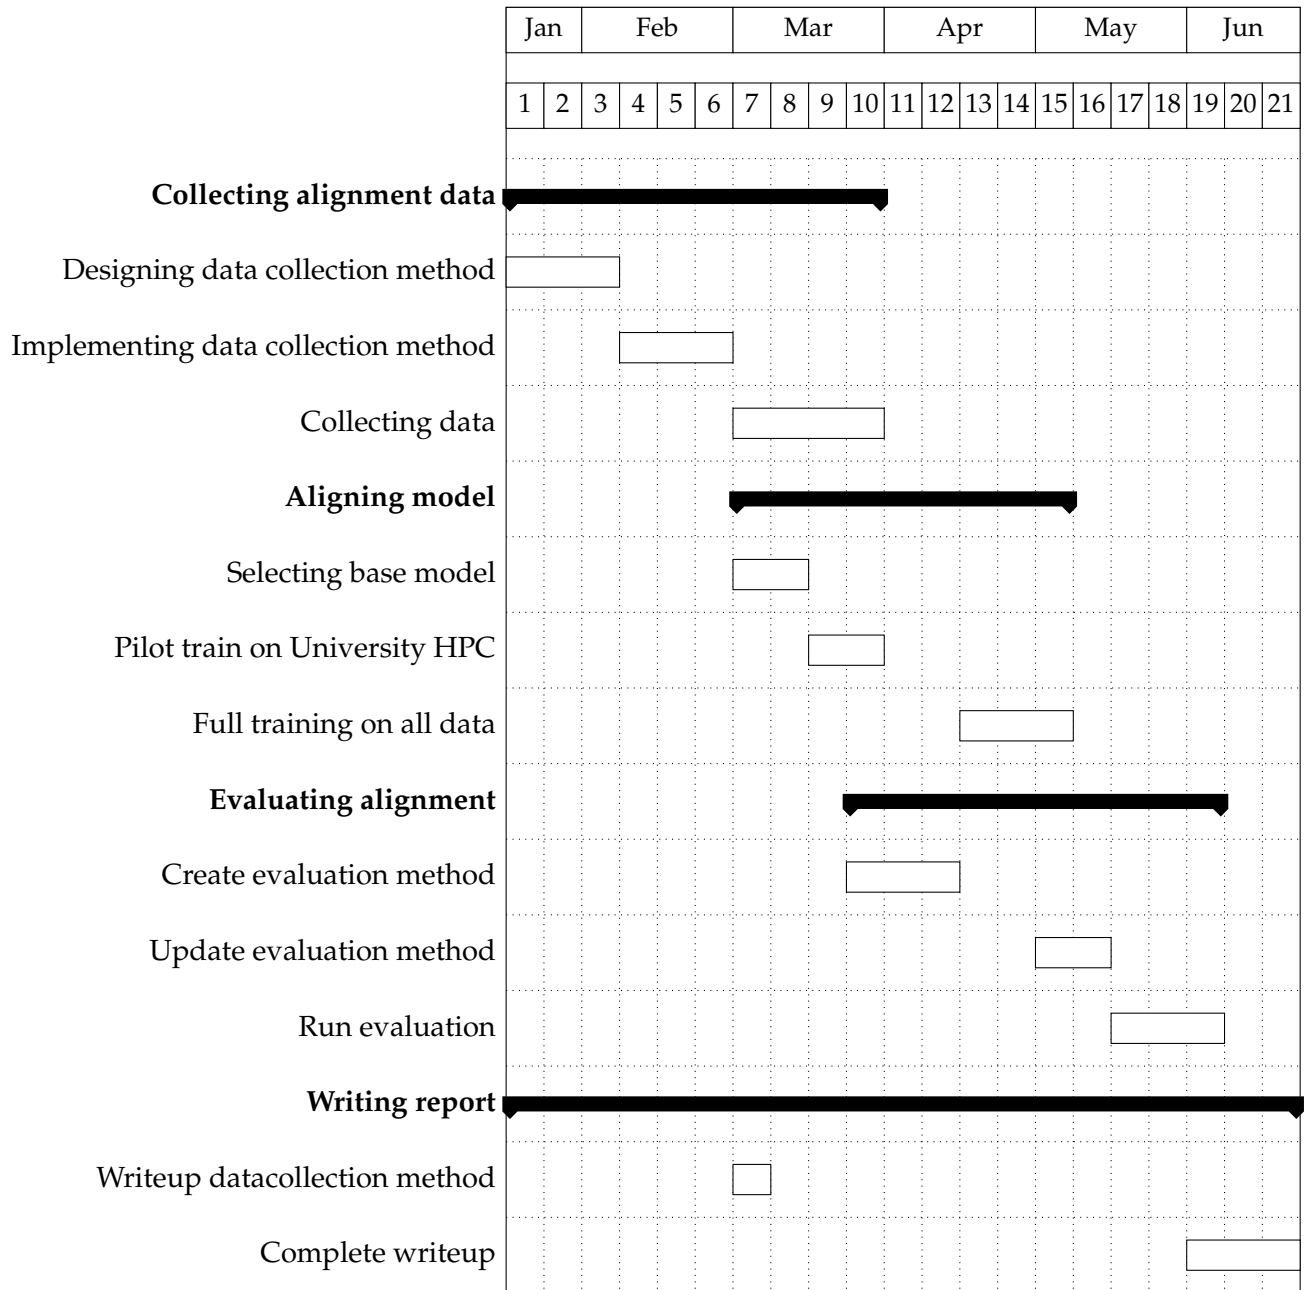 Jan Feb Mar Apr May Jun
1 2 3 4 5 6 7 8 9 10 11 12 13 14 15 16 17 18 19 20 21
Collecting alignment data
Designing data collection method
Implementing data collection method
Collecting data
Aligning model
Selecting base model
Pilot train on University HPC
Full training on all data
Evaluating alignment
Create evaluation method
Update evaluation method
Run evaluation
Writing report
Writeup datacollection method
Complete writeup